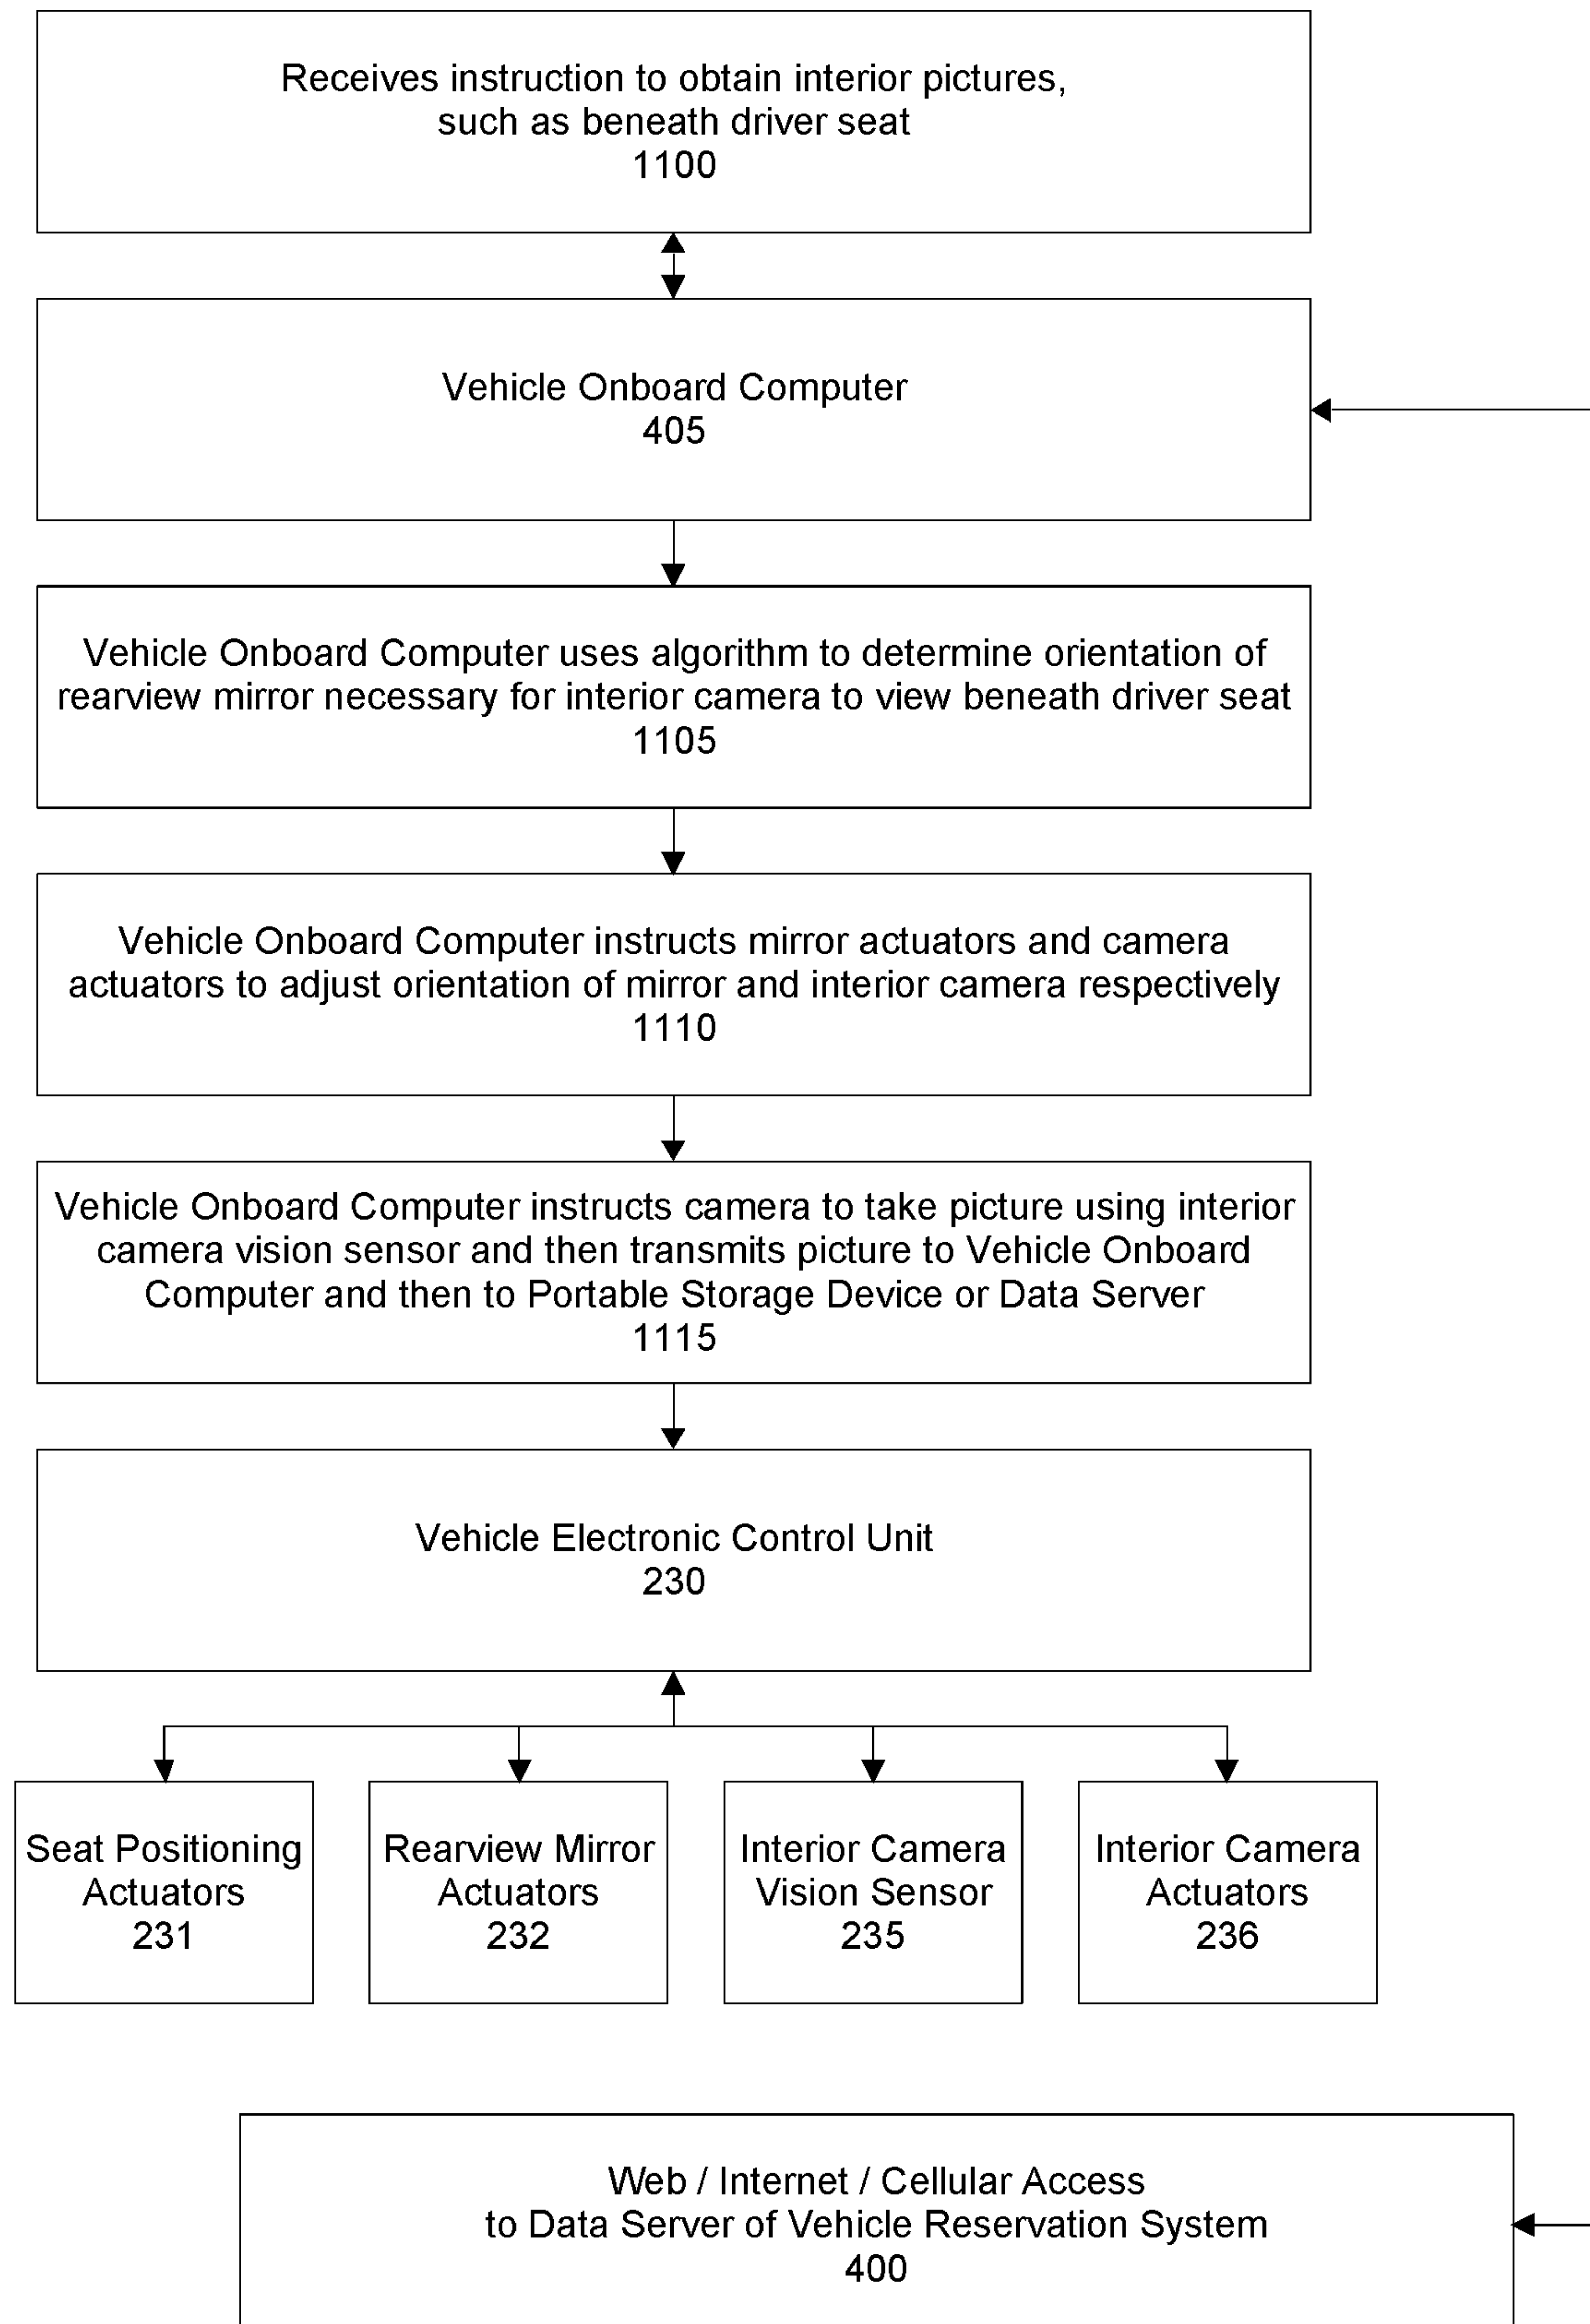 Receives instruction to obtain interior pictures,
such as beneath driver seat
1100
Vehicle Onboard Computer
405
Vehicle Onboard Computer uses algorithm to determine orientation of
rearview mirror necessary for interior camera to view beneath driver seat
1105
Vehicle Onboard Computer instructs mirror actuators and camera
actuators to adjust orientation of mirror and interior camera respectively
1110
Vehicle Onboard Computer instructs camera to take picture using interior
camera vision sensor and then transmits picture to Vehicle Onboard
Computer and then to Portable Storage Device or Data Server
1115
Vehicle Electronic Control Unit
230
Seat Positioning
Actuators
231
Rearview Mirror
Actuators
232
Interior Camera
Vision Sensor
235
Interior Camera
Actuators
236
Web / Internet / Cellular Access
to Data Server of Vehicle Reservation System
400